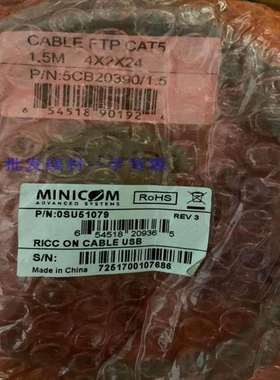 CABLE FTP CAT5
1.5M 4X2X24
P/N:5CB20390/1.5
6 54518 90192
MINICOM
ADVANCED SYSTEMS
RoHS
P/N:0SU51079
REV 3
6 54518 20936 5
RICC ON CABLE USB
S/N:
Made in China
7251700107686